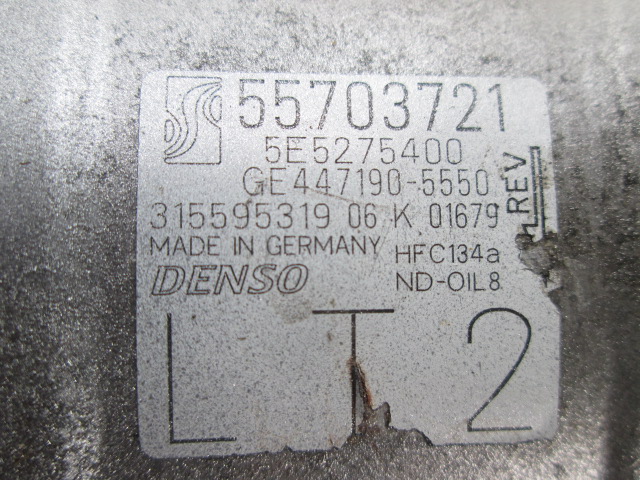 55703721
5E5275400
GE447190-5550
315595319 06 K 01679
REV
MADE IN GERMANY HFC134a
DENSO ND-OIL8
LT2